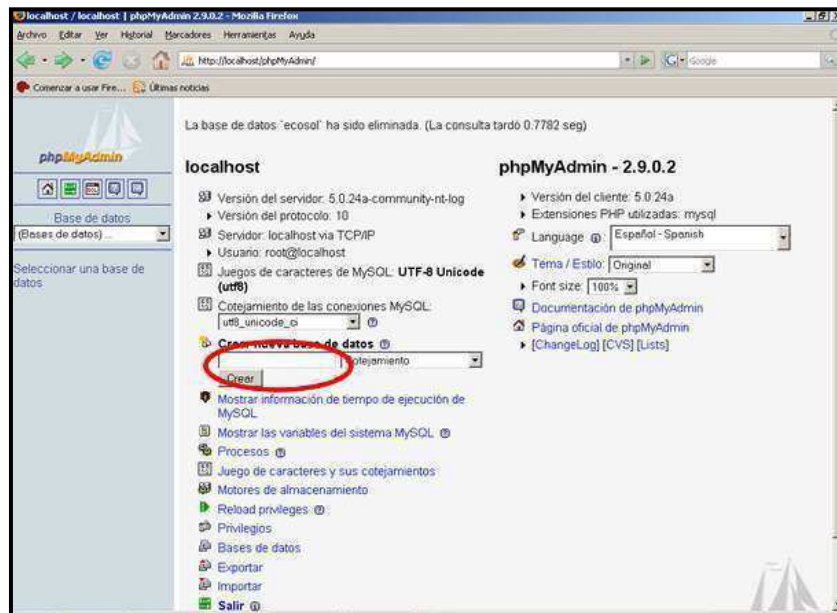 localhost / localhost | phpMyAdmin 2.9.0.2 - Mozilla Firefox
Archivo Editar Ver Historial Marcadores Herramientas Ayuda
http://localhost/phpMyAdmin/
Google
Comenzar a usar Fire... Últimas noticias
phpMyAdmin
Base de datos
(Bases de datos) ...
Seleccionar una base de
datos
La base de datos `ecosol` ha sido eliminada. (La consulta tardó 0.7782 seg)
localhost
Versión del servidor: 5.0.24a-community-nt-log
Versión del protocolo: 10
Servidor: localhost via TCP/IP
Usuario: root@localhost
Juegos de caracteres de MySQL: UTF-8 Unicode
(utf8)
Cotejamiento de las conexiones MySQL:
utf8_unicode_ci
Crear nueva base de datos
Cotejamiento
Crear
Mostrar información de tiempo de ejecución de
MySQL
Mostrar las variables del sistema MySQL
Procesos
Juego de caracteres y sus cotejamientos
Motores de almacenamiento
Reload privileges
Privilegios
Bases de datos
Exportar
Importar
Salir
phpMyAdmin - 2.9.0.2
Versión del cliente: 5.0.24a
Extensiones PHP utilizadas: mysql
Language : Español - Spanish
Tema / Estilo: Original
Font size: 100%
Documentación de phpMyAdmin
Página oficial de phpMyAdmin
[ChangeLog] [CVS] [Lists]